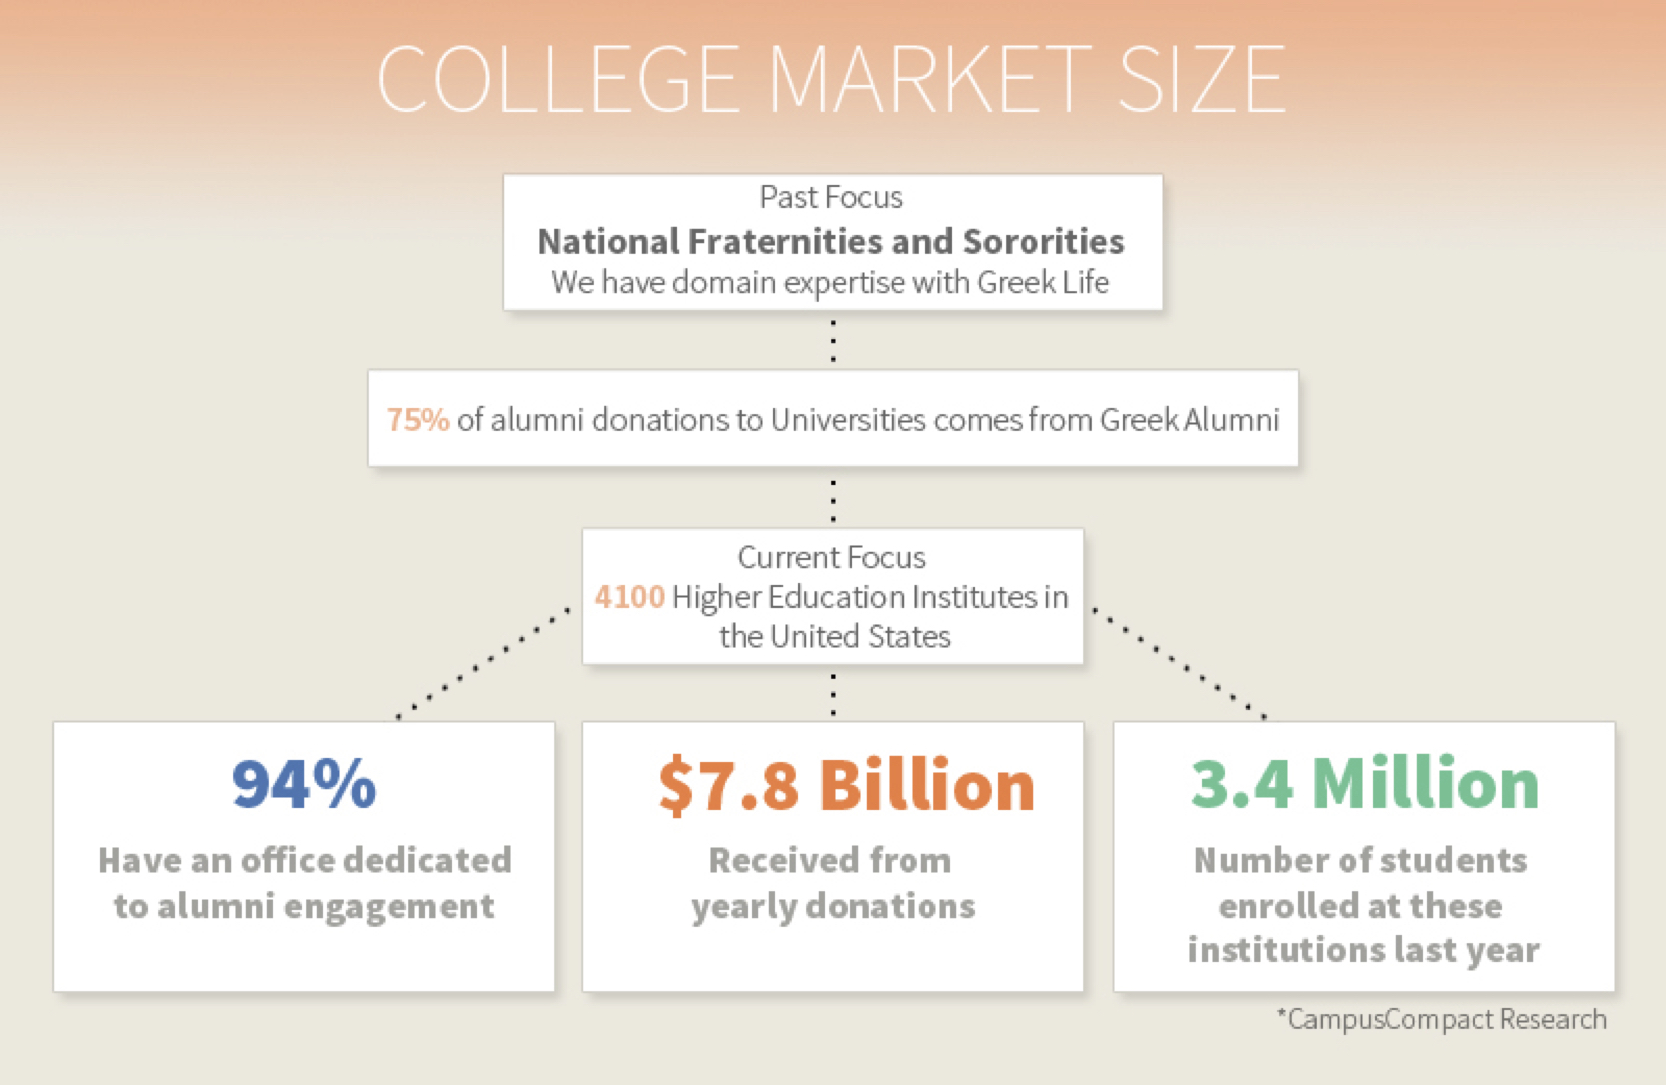 COLLEGE MARKET SIZE
Past Focus
National Fraternities and Sororities
We have domain expertise with Greek Life
75% of alumni donations to Universities comes from Greek Alumni
Current Focus
4100 Higher Education Institutes in
the United States
94%
Have an office dedicated
to alumni engagement
$7.8 Billion
Received from
yearly donations
3.4 Million
Number of students
enrolled at these
institutions last year
*CampusCompact Research